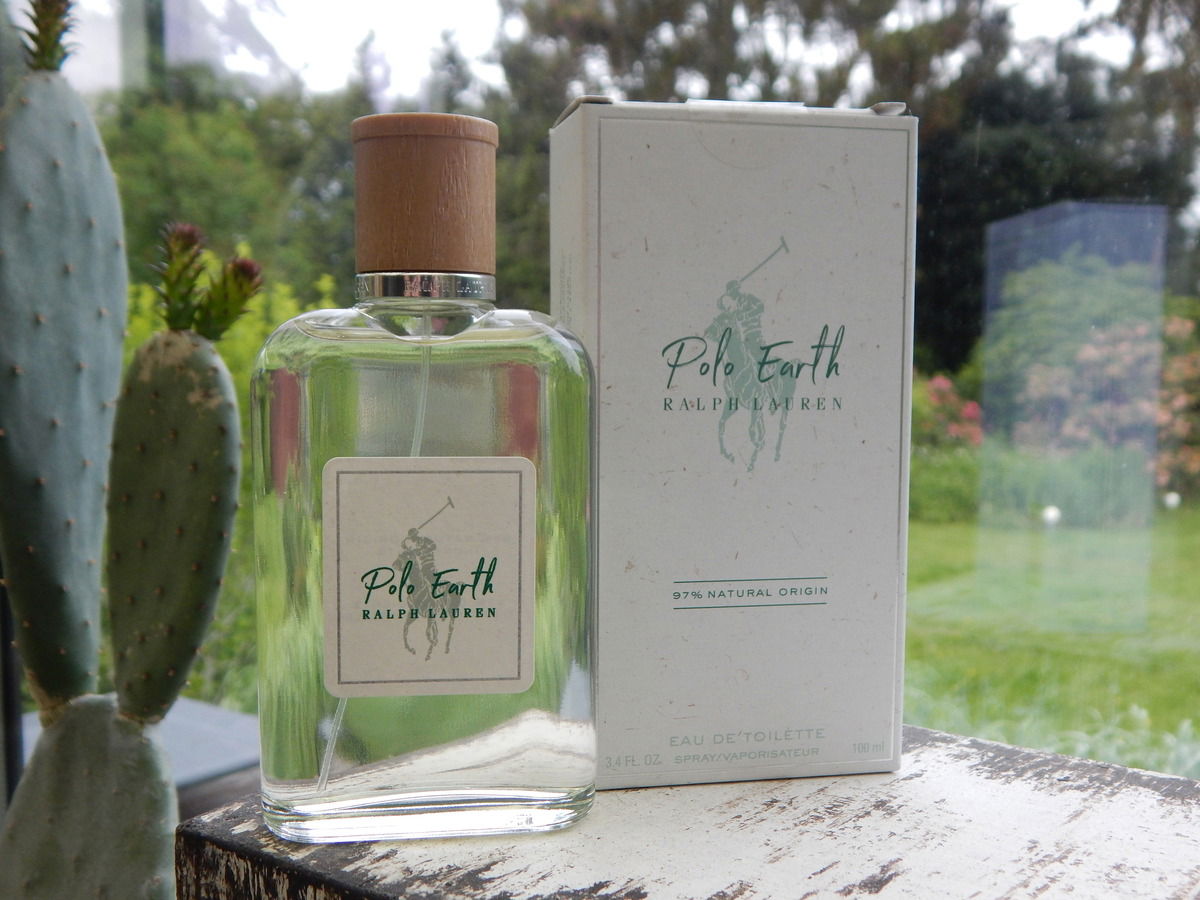 Polo Earth
RALPH LAUREN
Polo Earth
RALPH LAUREN
97% NATURAL ORIGIN
EAU DE TOILETTE
3.4 FL. OZ. SPRAY/VAPORISATEUR 100 ml